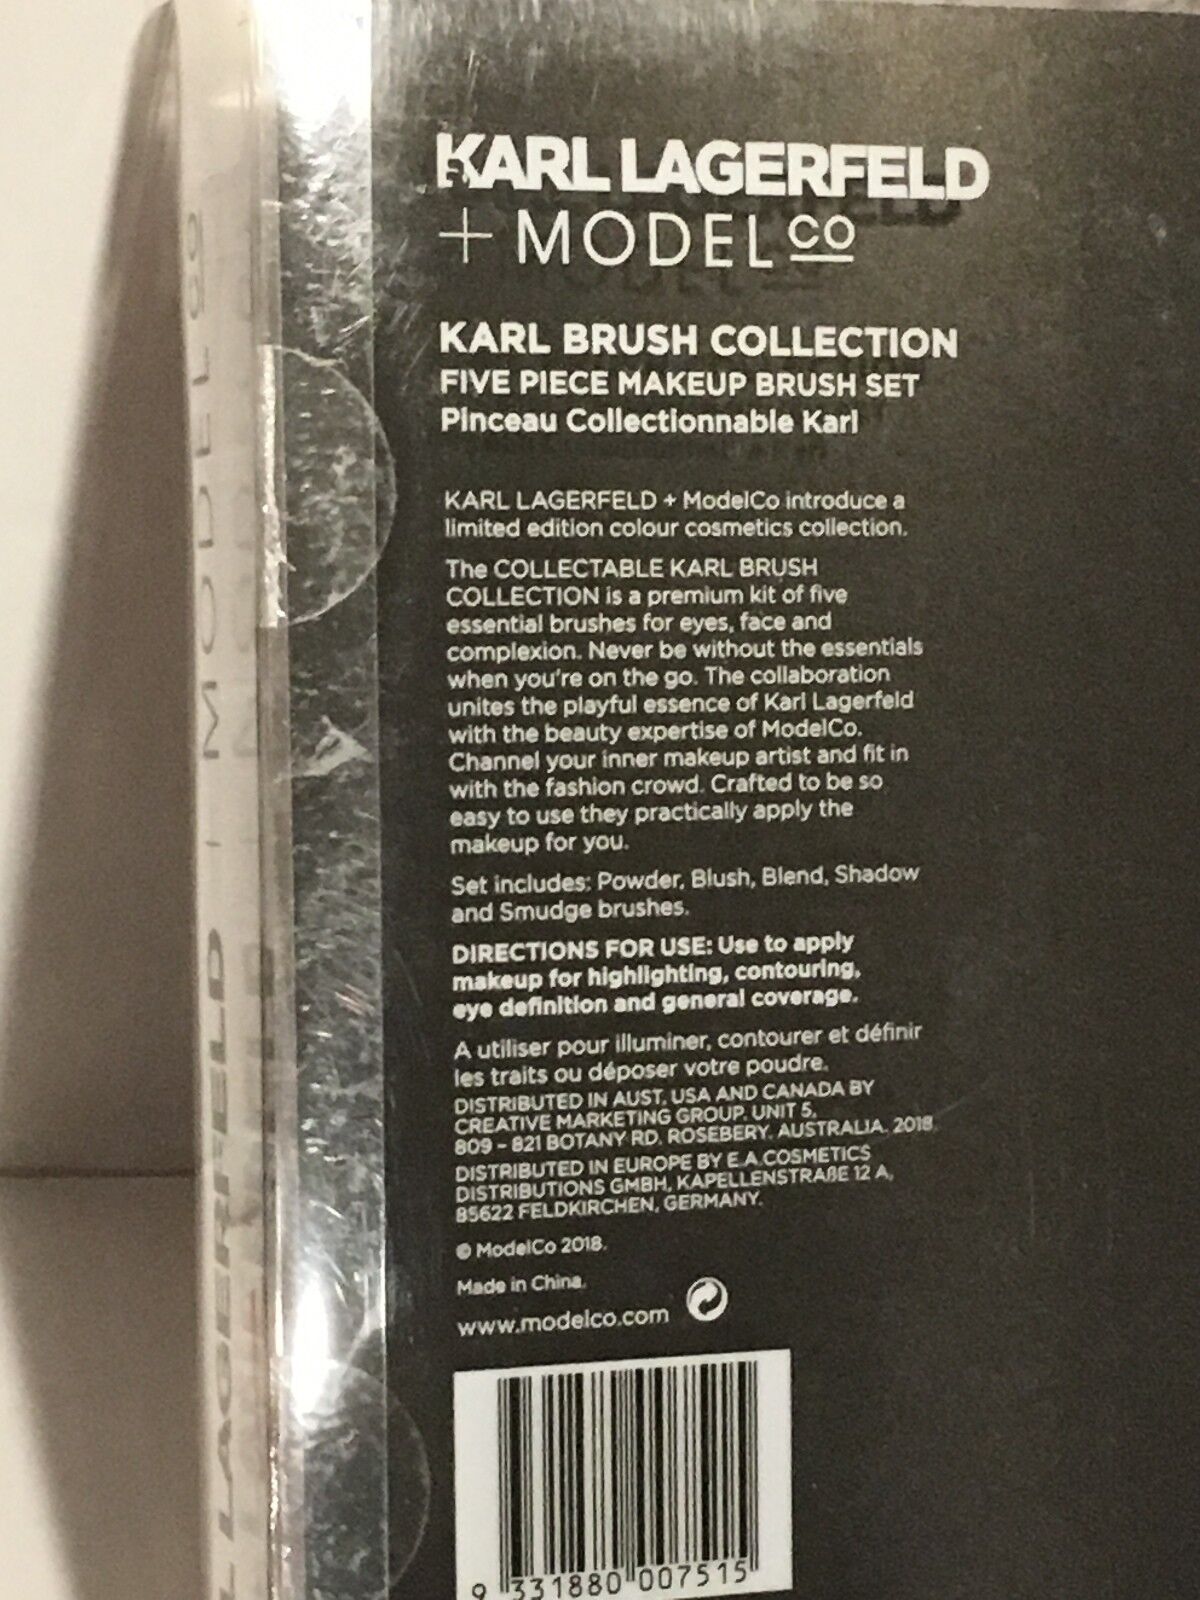 KARL LAGERFELD
+ MODEL CO
KARL BRUSH COLLECTION
FIVE PIECE MAKEUP BRUSH SET
Pinceau Collectionnable Karl
KARL LAGERFELD + ModelCo introduce a
limited edition colour cosmetics collection.
The COLLECTABLE KARL BRUSH
COLLECTION is a premium kit of five
essential brushes for eyes, face and
complexion. Never be without the essentials
when you're on the go. The collaboration
unites the playful essence of Karl Lagerfeld
with the beauty expertise of ModelCo.
Channel your inner makeup artist and fit in
with the fashion crowd. Crafted to be so
easy to use they practically apply the
makeup for you.
Set includes: Powder, Blush, Blend, Shadow
and Smudge brushes.
DIRECTIONS FOR USE: Use to apply
makeup for highlighting, contouring,
eye definition and general coverage.
A utiliser pour illuminer, contourer et définir
les traits ou déposer votre poudre.
DISTRIBUTED IN AUST, USA AND CANADA BY
CREATIVE MARKETING GROUP. UNIT 5,
809 - 821 BOTANY RD, ROSEBERY. AUSTRALIA. 2018.
DISTRIBUTED IN EUROPE BY E.A.COSMETICS
DISTRIBUTIONS GMBH, KAPELLENSTRAßE 12 A,
85622 FELDKIRCHEN, GERMANY.
© ModelCo 2018.
Made in China.
www.modelco.com
9 331880 007515
LAGERFELD | MODEL CO